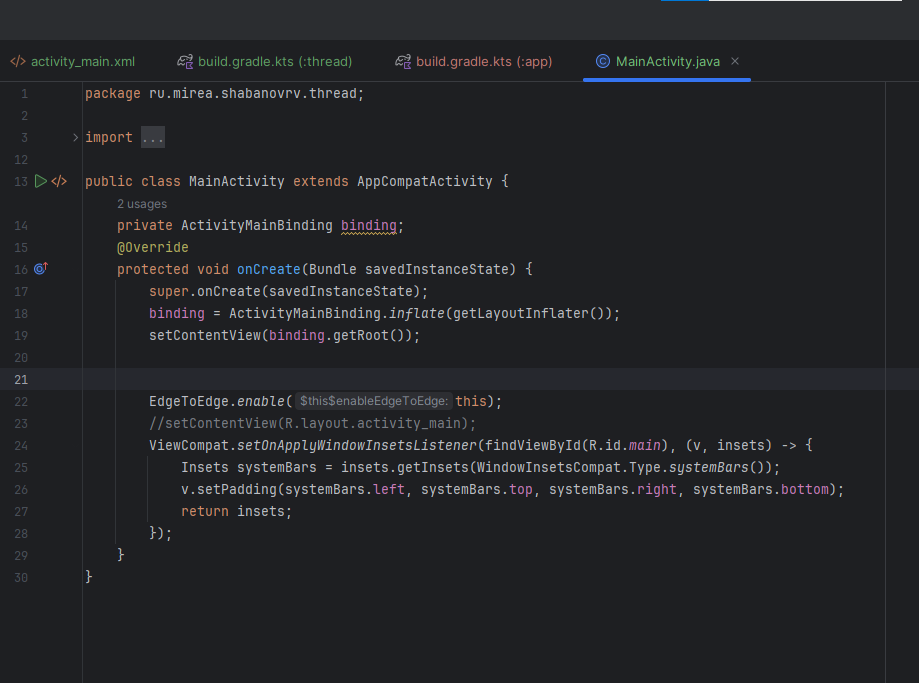 activity_main.xml build.gradle.kts (:thread) build.gradle.kts (:app) MainActivity.java
1 package ru.mirea.shabanovrv.thread;
2
3 import ...
12
13 public class MainActivity extends AppCompatActivity {
2 usages
14 private ActivityMainBinding binding;
15 @Override
16 protected void onCreate(Bundle savedInstanceState) {
17 super.onCreate(savedInstanceState);
18 binding = ActivityMainBinding.inflate(getLayoutInflater());
19 setContentView(binding.getRoot());
20
21
22 EdgeToEdge.enable( $this$enableEdgeToEdge: this);
23 //setContentView(R.layout.activity_main);
24 ViewCompat.setOnApplyWindowInsetsListener(findViewById(R.id.main), (v, insets) -> {
25 Insets systemBars = insets.getInsets(WindowInsetsCompat.Type.systemBars());
26 v.setPadding(systemBars.left, systemBars.top, systemBars.right, systemBars.bottom);
27 return insets;
28 });
29 }
30 }